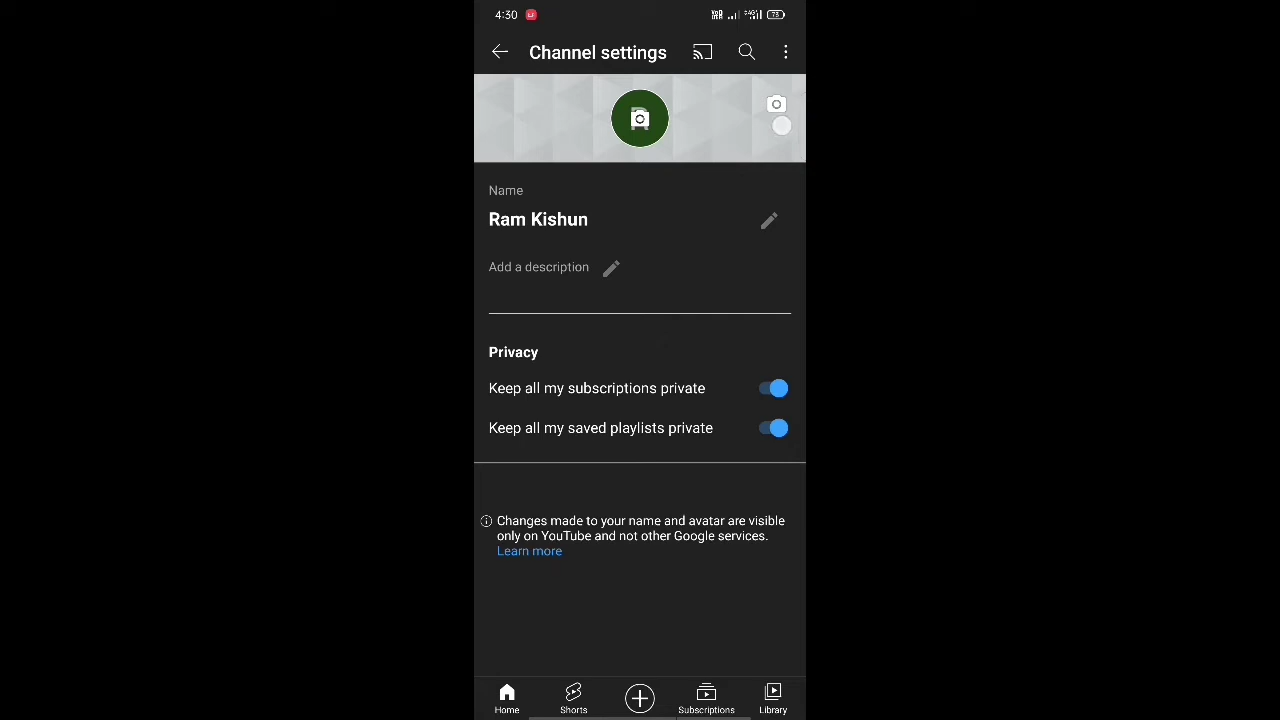 4:30 73
Channel settings
Name
Ram Kishun
Add a description
Privacy
Keep all my subscriptions private
Keep all my saved playlists private
Changes made to your name and avatar are visible
only on YouTube and not other Google services.
Learn more
Home Shorts Subscriptions Library